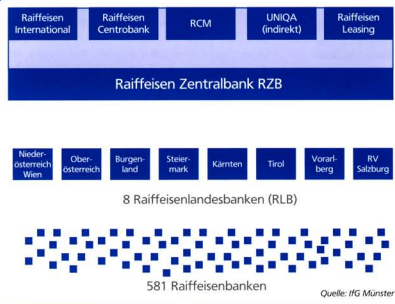 Raiffeisen
International
Raiffeisen
Centrobank
RCM
UNIQA
(indirekt)
Raiffeisen
Leasing
Raiffeisen Zentralbank RZB
Nieder-
österreich
Wien
Ober-
österreich
Burgen-
land
Steier-
mark
Kärnten
Tirol
Vorarl-
berg
RV
Salzburg
8 Raiffeisenlandesbanken (RLB)
581 Raiffeisenbanken
Quelle: IfG Münster